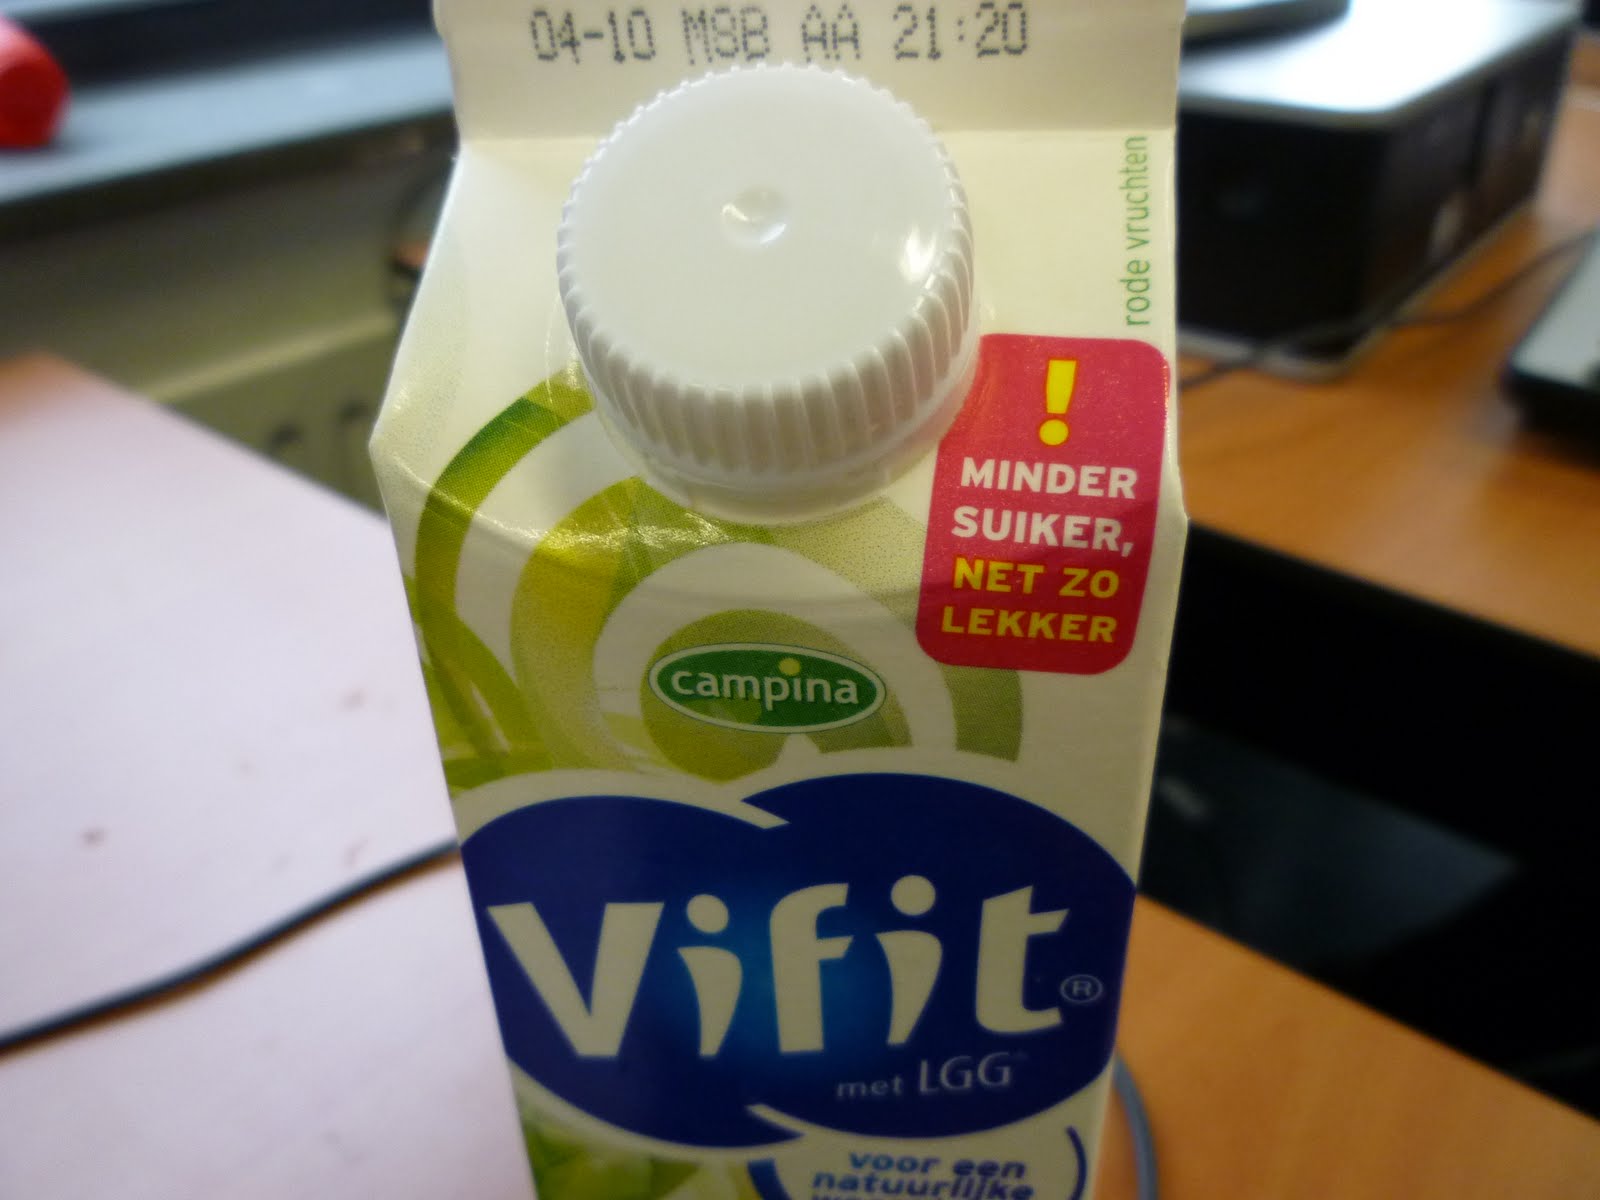 04-10 M8B AA 21:20
rode vruchten
!
MINDER
SUIKER,
NET ZO
LEKKER
campina
Vifit®
met LGG
voor een
natuurlijke